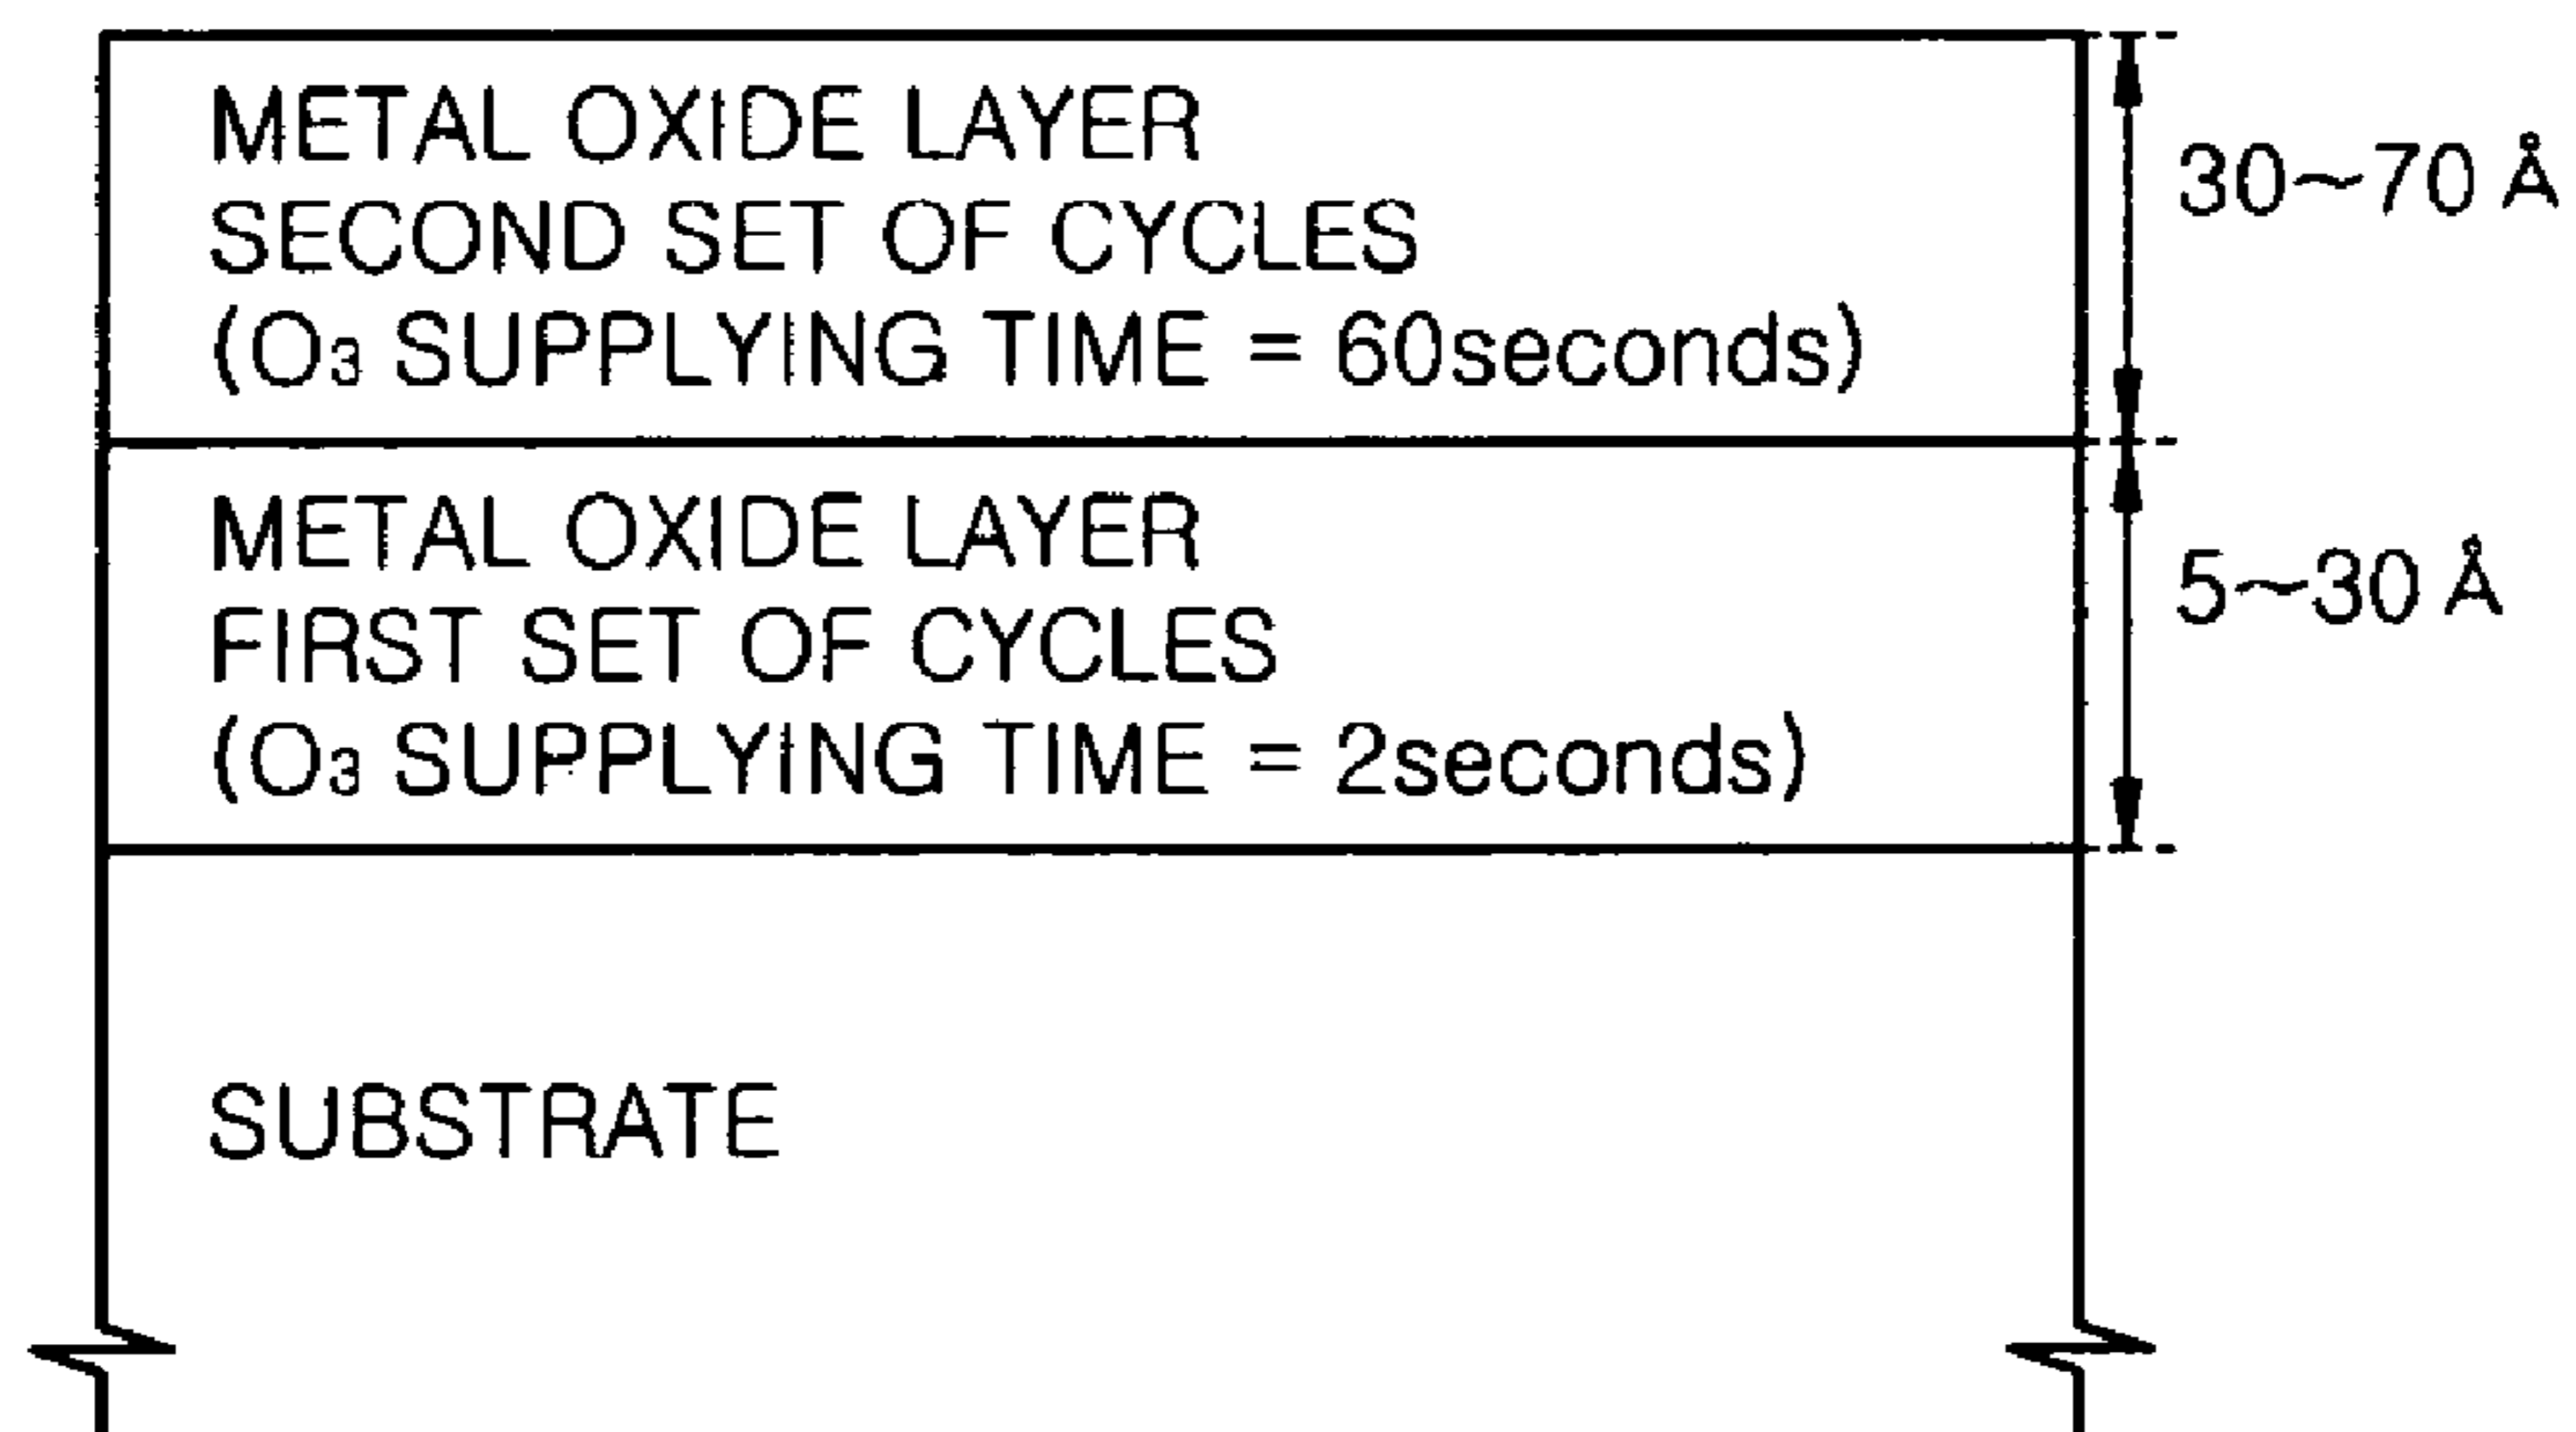 METAL OXIDE LAYER
SECOND SET OF CYCLES
(O₃ SUPPLYING TIME = 60seconds)
30~70 Å
METAL OXIDE LAYER
FIRST SET OF CYCLES
(O₃ SUPPLYING TIME = 2seconds)
5~30 Å
SUBSTRATE